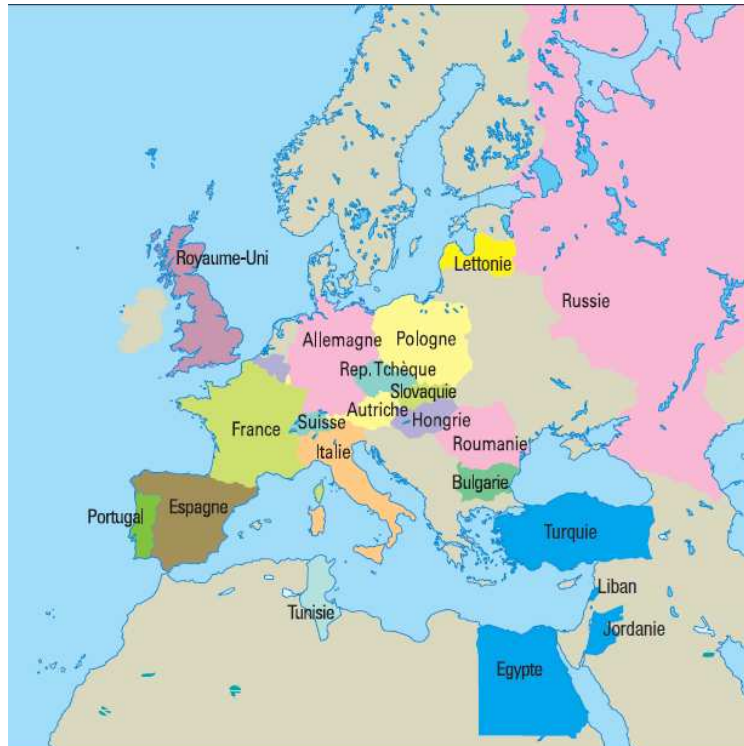 Royaume-Uni
Lettonie
Russie
Allemagne
Pologne
Rep. Tchèque
Slovaquie
Autriche
Hongrie
Suisse
France
Italie
Roumanie
Bulgarie
Espagne
Portugal
Turquie
Liban
Tunisie
Jordanie
Egypte